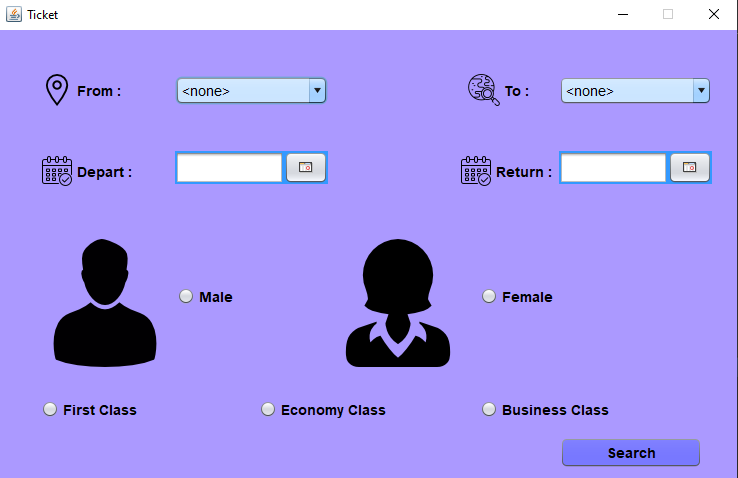 Ticket
From : <none> To : <none>
Depart : Return :
Male Female
First Class Economy Class Business Class
Search